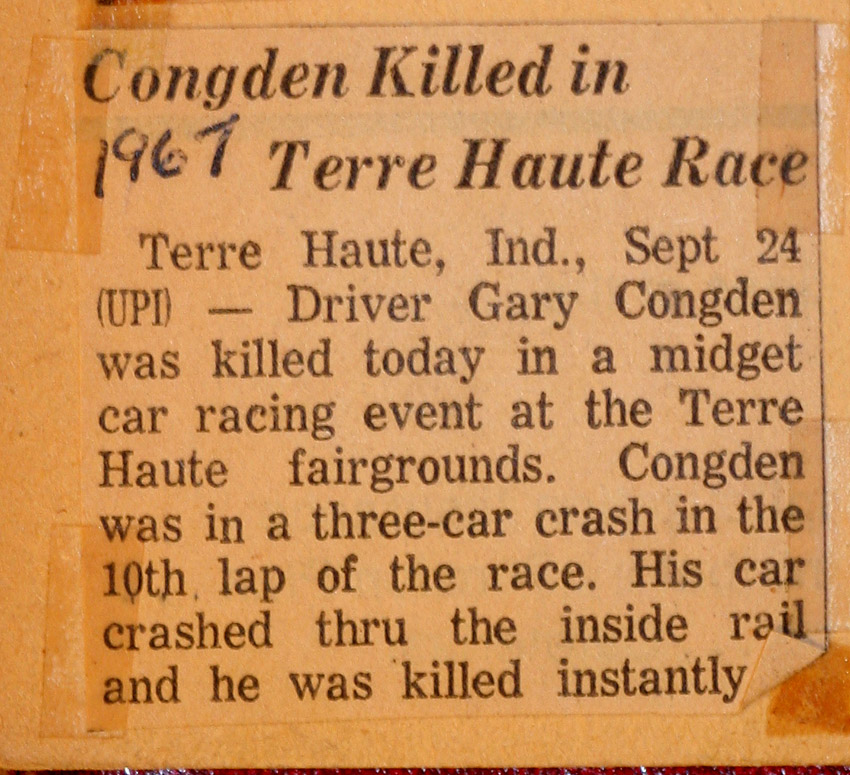 Congden Killed in
1967 Terre Haute Race
Terre Haute, Ind., Sept 24
(UPI) — Driver Gary Congden
was killed today in a midget
car racing event at the Terre
Haute fairgrounds. Congden
was in a three-car crash in the
10th lap of the race. His car
crashed thru the inside rail
and he was killed instantly